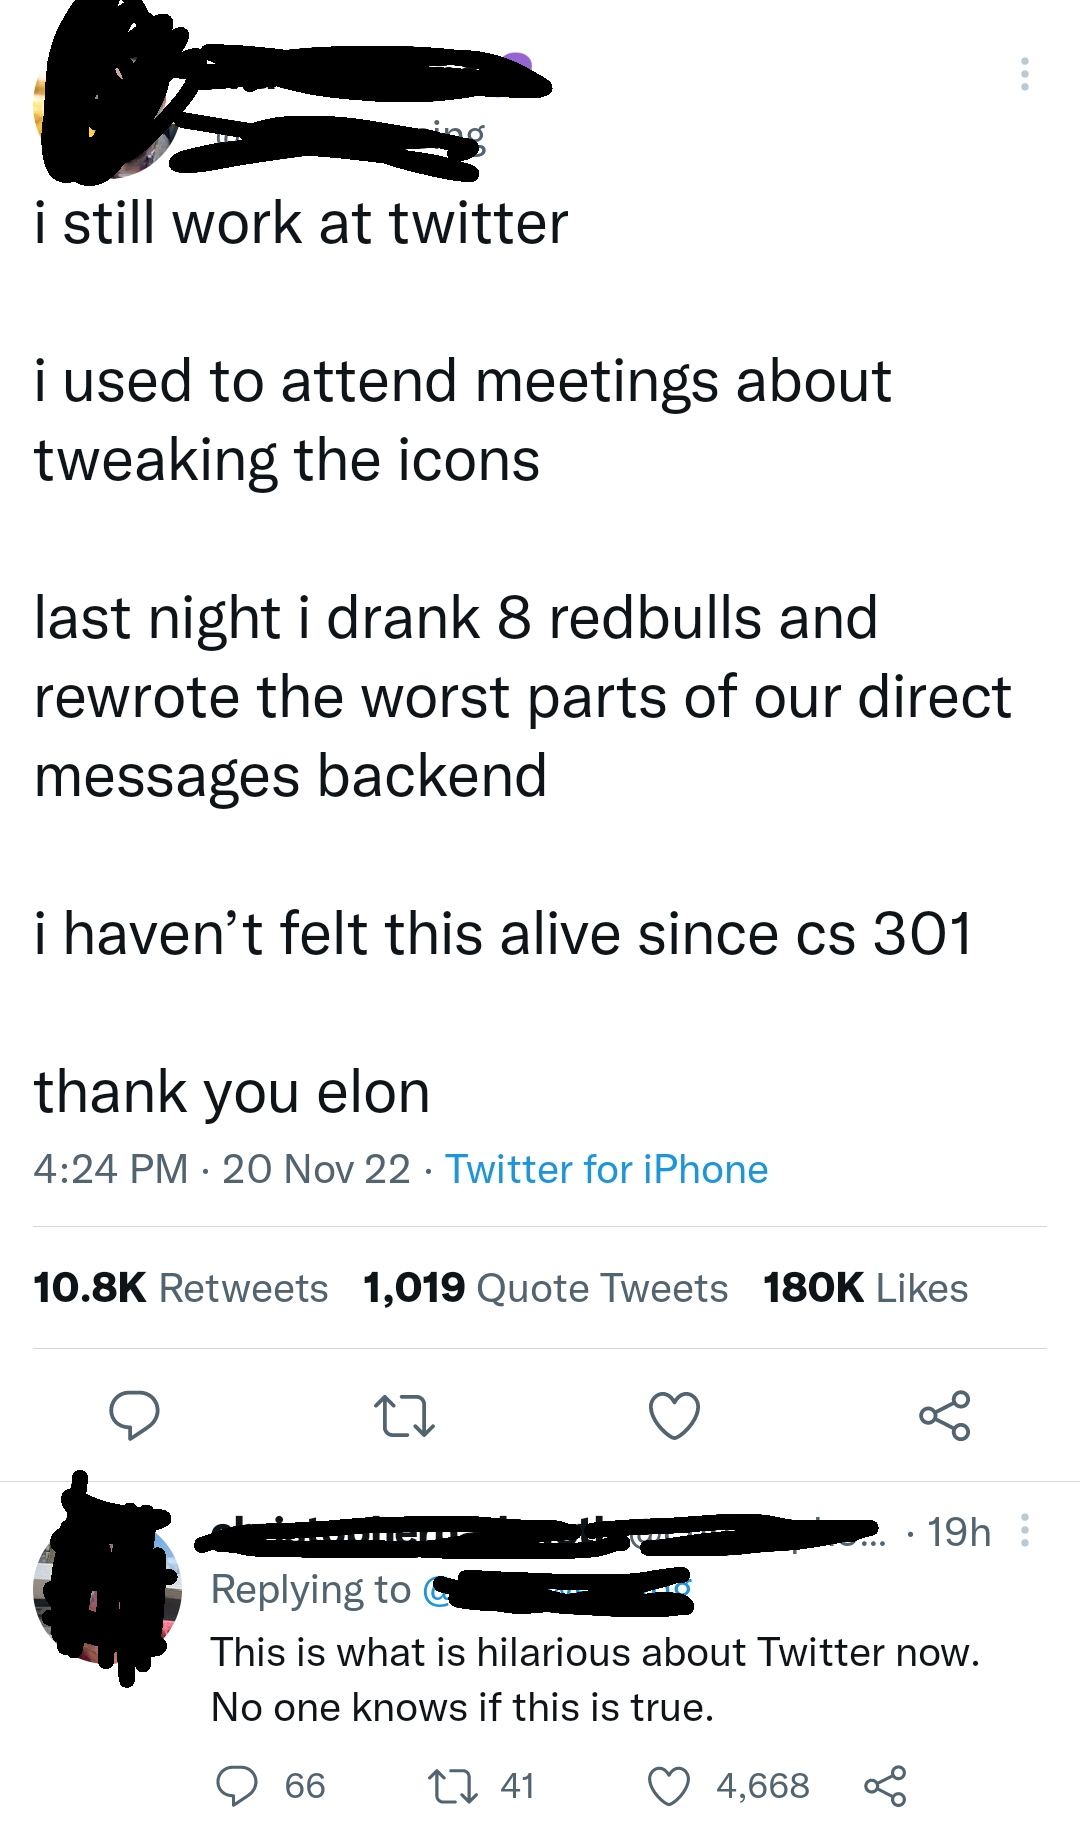 i still work at twitter
i used to attend meetings about
tweaking the icons
last night i drank 8 redbulls and
rewrote the worst parts of our direct
messages backend
i haven’t felt this alive since cs 301
thank you elon
4:24 PM · 20 Nov 22 · Twitter for iPhone
10.8K Retweets 1,019 Quote Tweets 180K Likes
· 19h
Replying to @
This is what is hilarious about Twitter now.
No one knows if this is true.
66 41 4,668